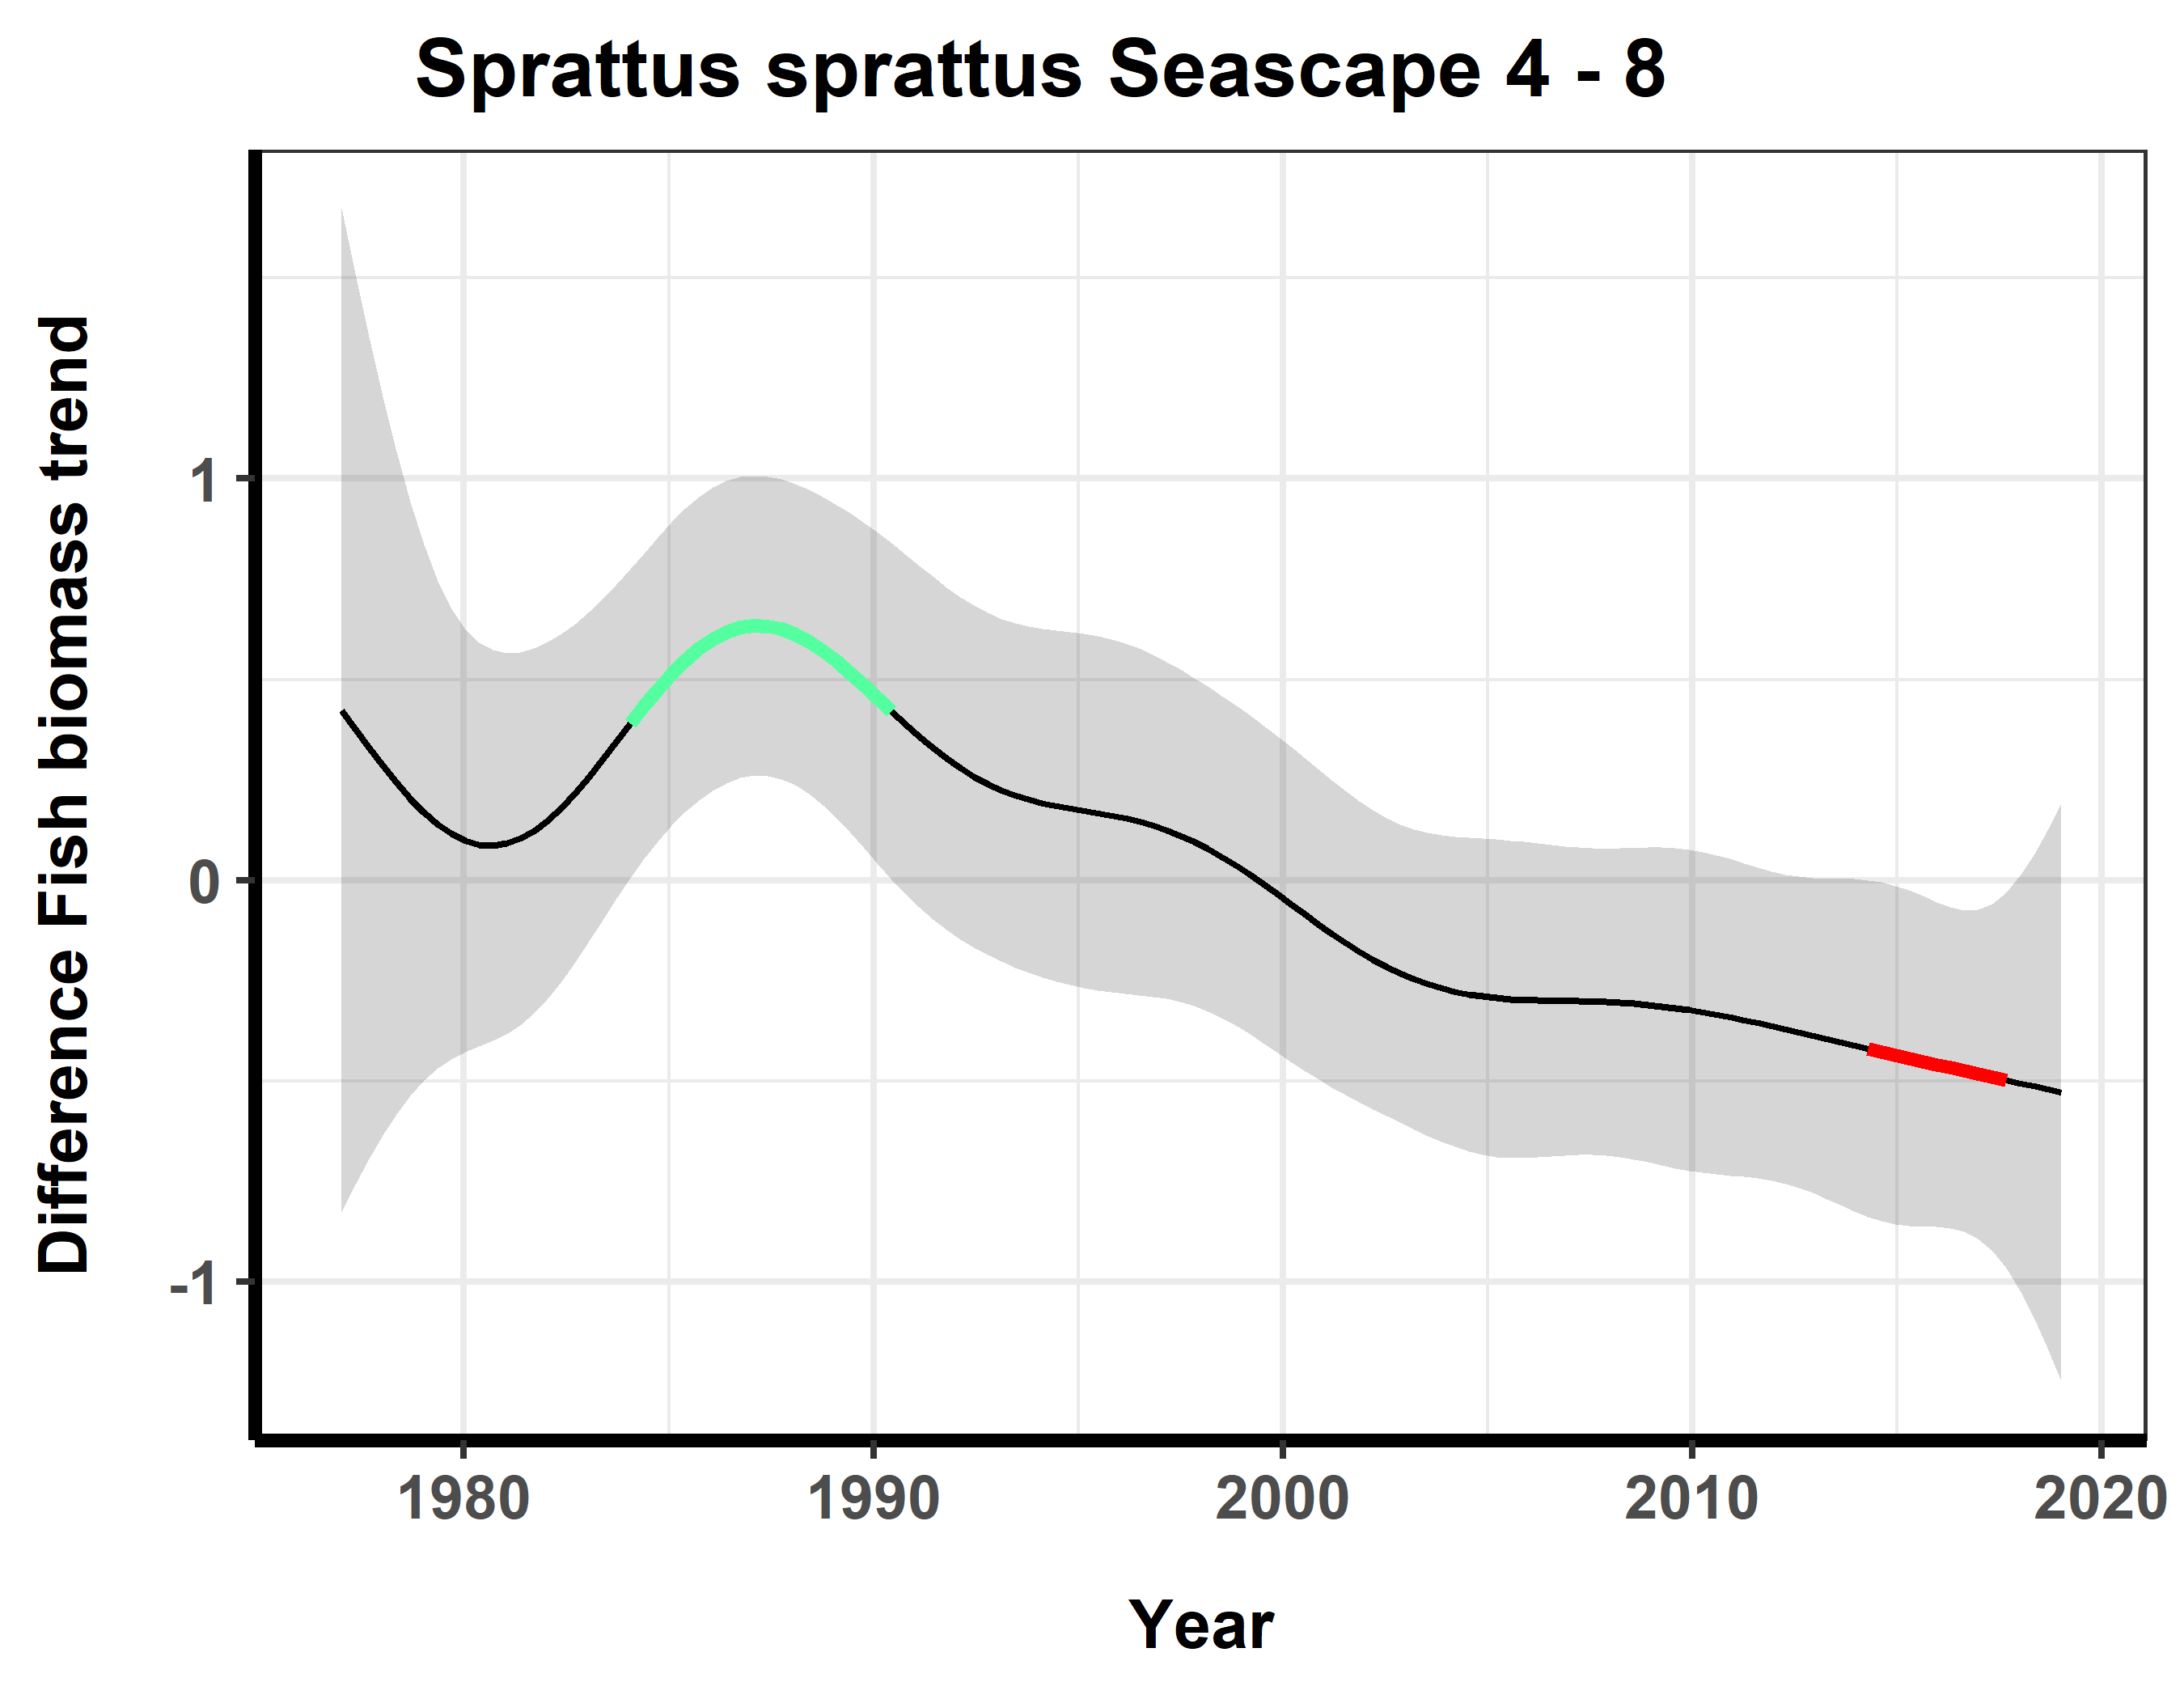 Sprattus sprattus Seascape 4 - 8
Difference Fish biomass trend
1
0
-1
1980 1990 2000 2010 2020
Year